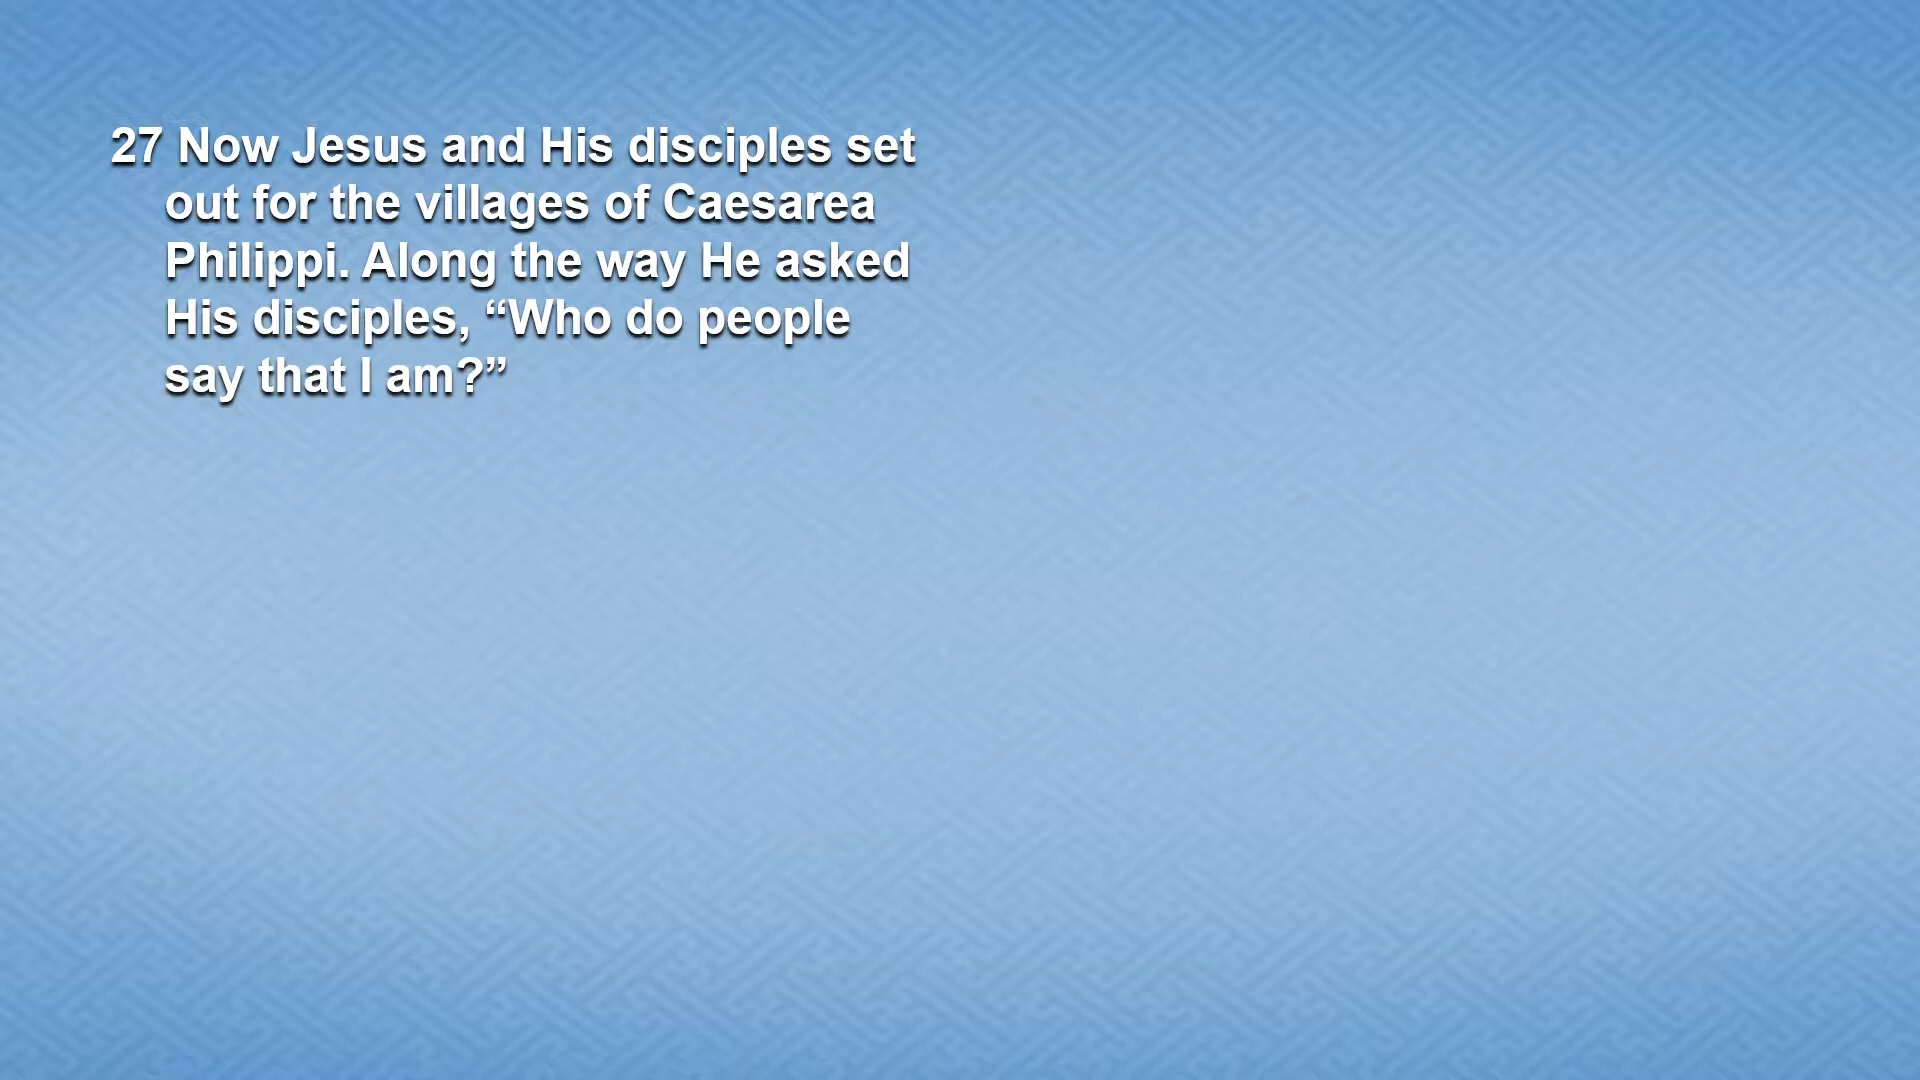 27 Now Jesus and His disciples set
out for the villages of Caesarea
Philippi. Along the way He asked
His disciples, “Who do people
say that I am?”